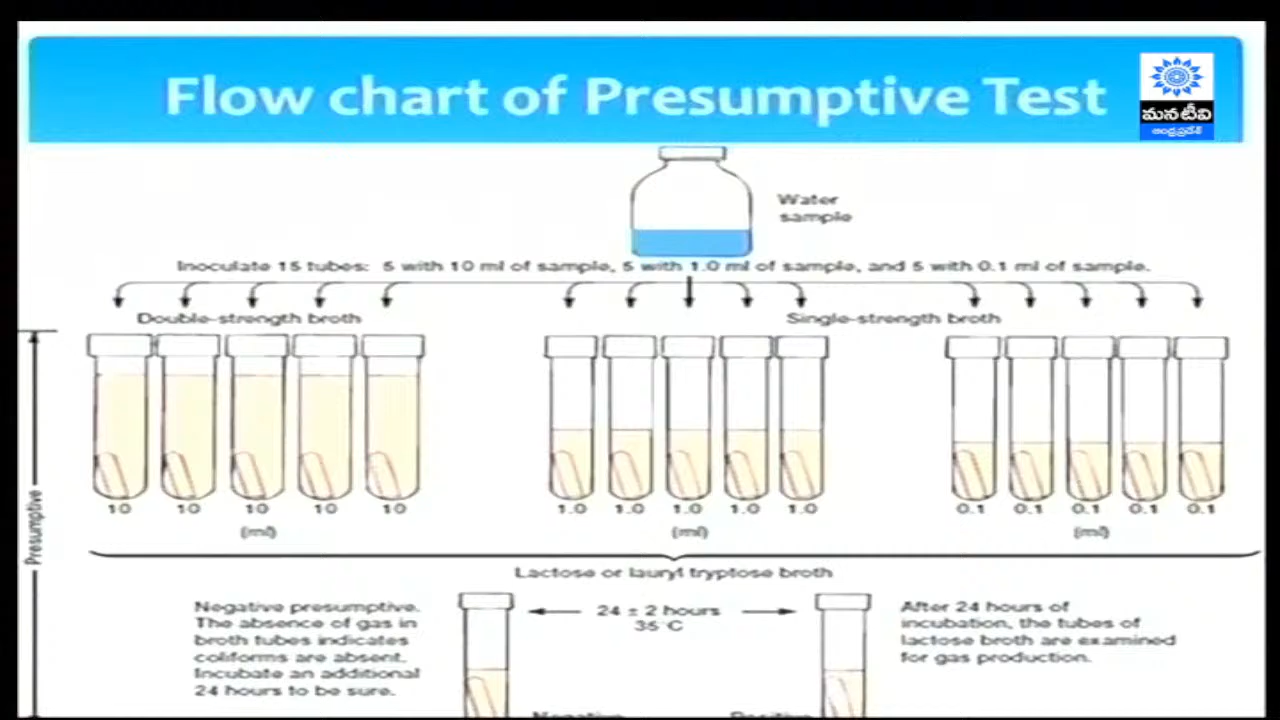 Flow chart of Presumptive Test
మనటీవి
ఆంధ్రప్రదేశ్
Water
sample
Inoculate 15 tubes: 5 with 10 ml of sample, 5 with 1.0 ml of sample, and 5 with 0.1 ml of sample.
Double-strength broth
Single-strength broth
10 10 10 10 10
(ml)
1.0 1.0 1.0 1.0 1.0
(ml)
0.1 0.1 0.1 0.1 0.1
(ml)
Presumptive
Lactose or lauryl tryptose broth
Negative presumptive.
The absence of gas in
broth tubes indicates
coliforms are absent.
Incubate an additional
24 hours to be sure.
24 ± 2 hours
35°C
After 24 hours of
incubation, the tubes of
lactose broth are examined
for gas production.
Negative
Positive